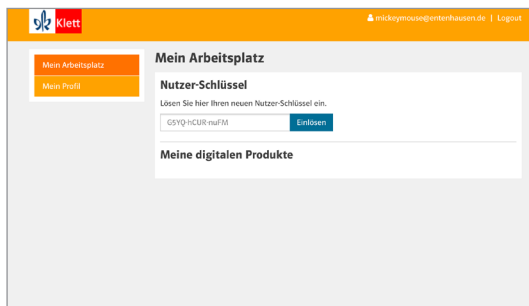 Klett
mickeymouse@entenhausen.de | Logout
Mein Arbeitsplatz
Mein Profil
Mein Arbeitsplatz
Nutzer-Schlüssel
Lösen Sie hier Ihren neuen Nutzer-Schlüssel ein.
G5YQ-hCUR-nuFM
Einlösen
Meine digitalen Produkte